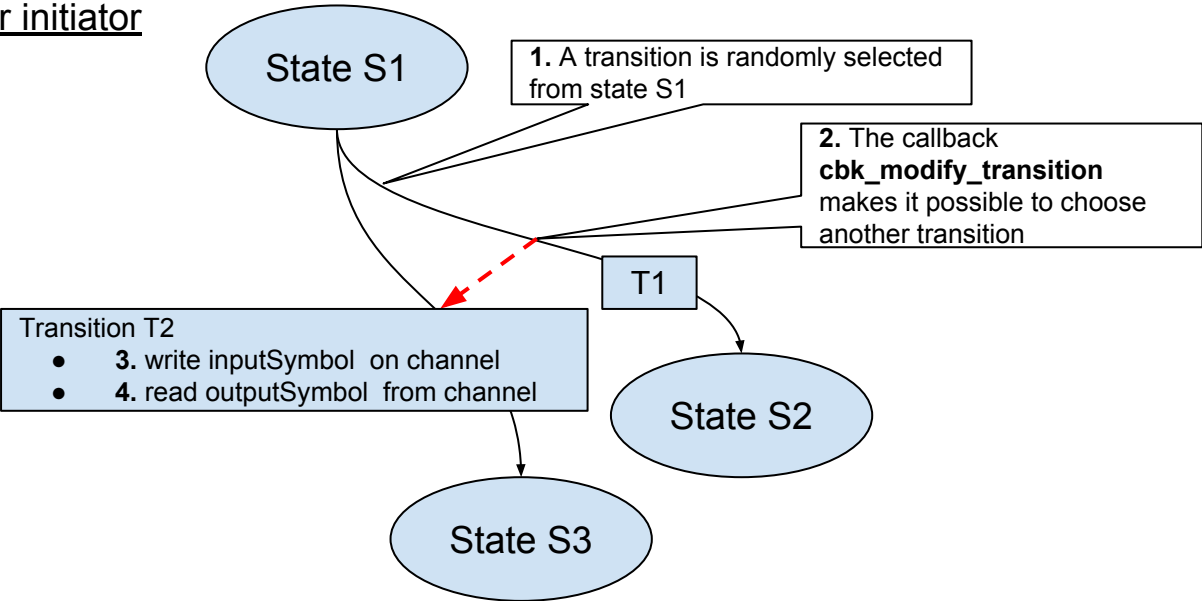 r initiator
State S1
1. A transition is randomly selected
from state S1
2. The callback
cbk_modify_transition
makes it possible to choose
another transition
T1
Transition T2
● 3. write inputSymbol on channel
● 4. read outputSymbol from channel
State S2
State S3